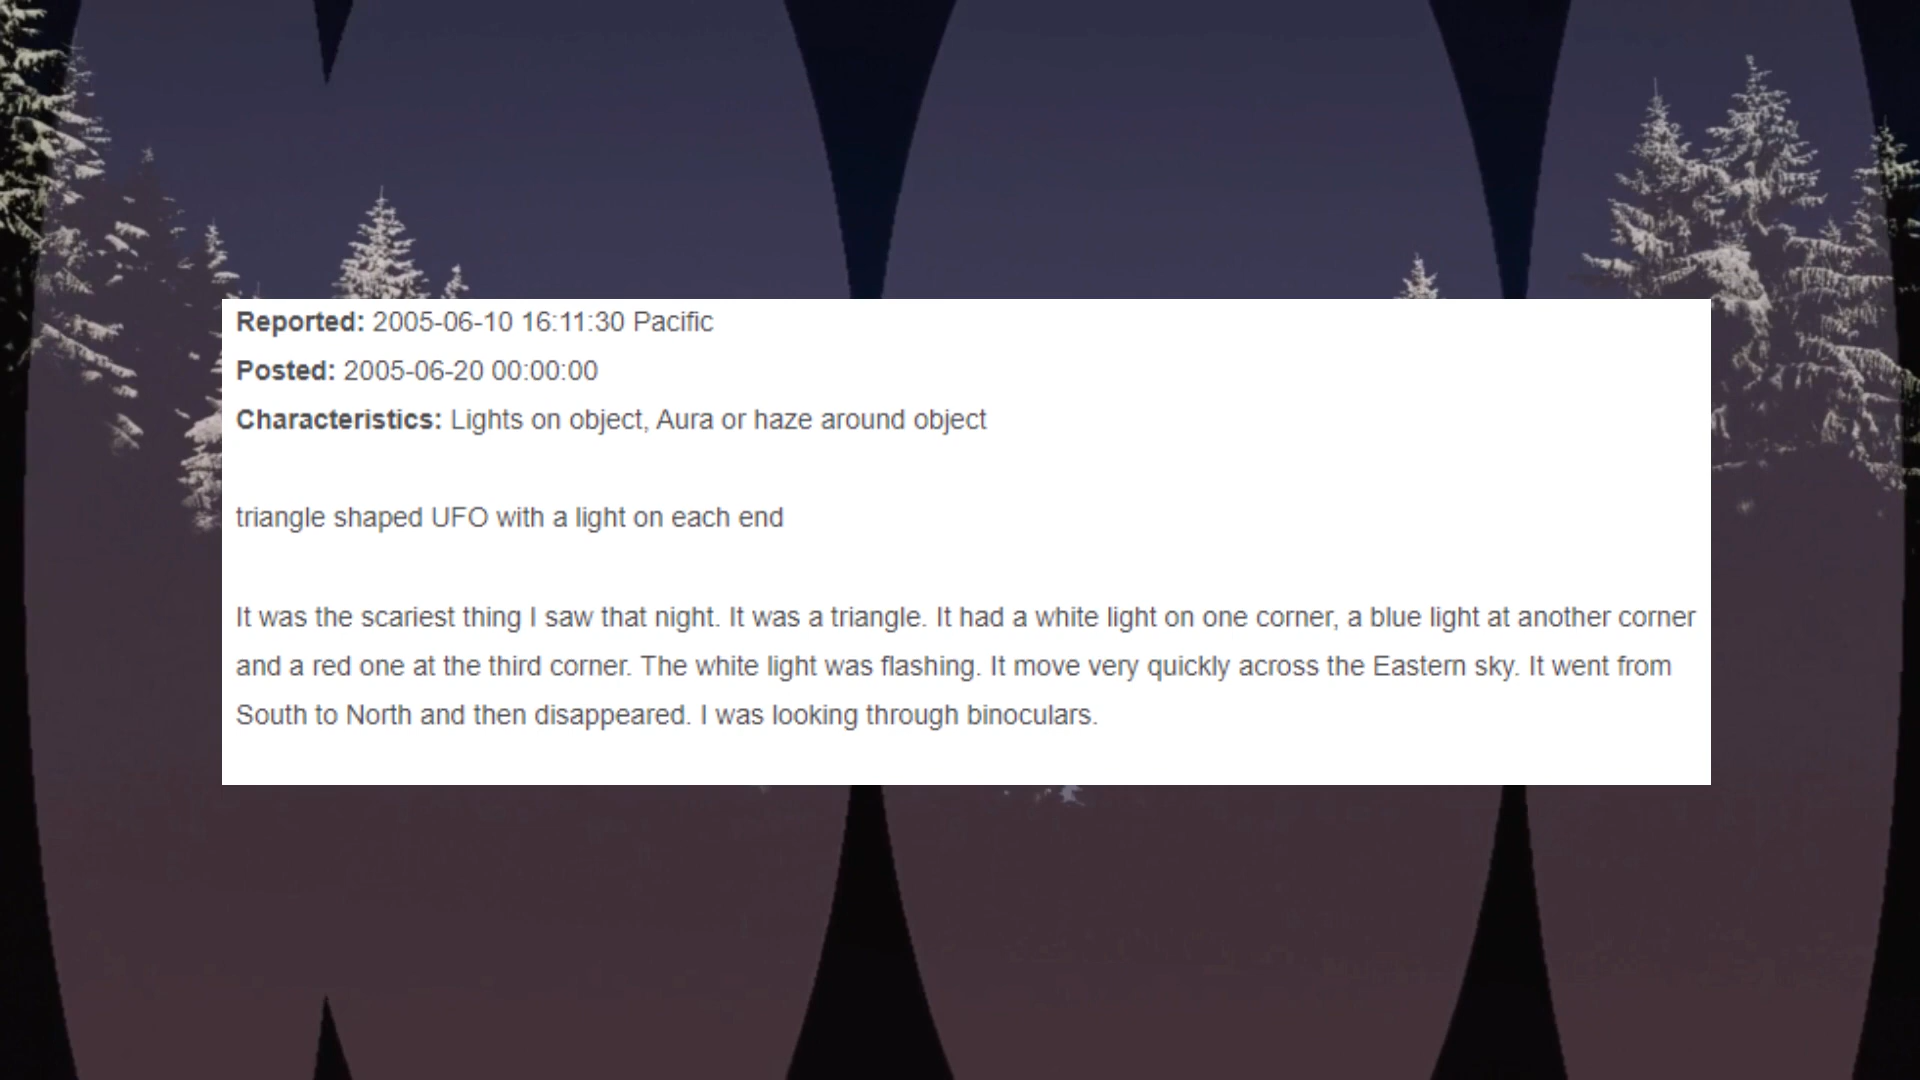 Reported: 2005-06-10 16:11:30 Pacific
Posted: 2005-06-20 00:00:00
Characteristics: Lights on object, Aura or haze around object
triangle shaped UFO with a light on each end
It was the scariest thing I saw that night. It was a triangle. It had a white light on one corner, a blue light at another corner
and a red one at the third corner. The white light was flashing. It move very quickly across the Eastern sky. It went from
South to North and then disappeared. I was looking through binoculars.